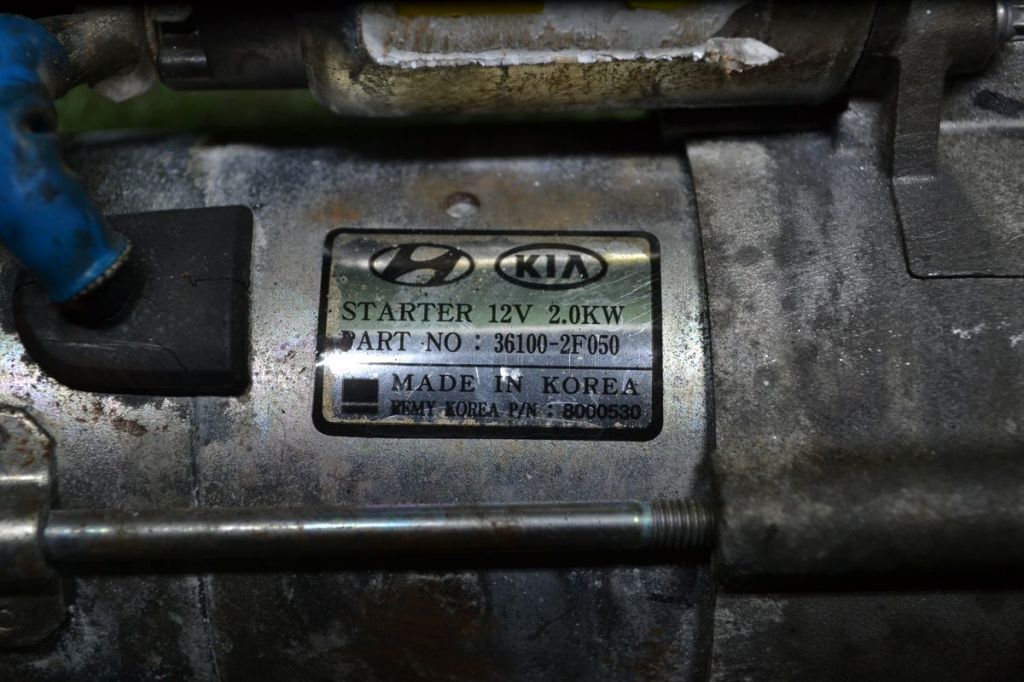 KIA
STARTER 12V 2.0KW
PART NO : 36100-2F050
MADE IN KOREA
REMY KOREA P/N : 8000530